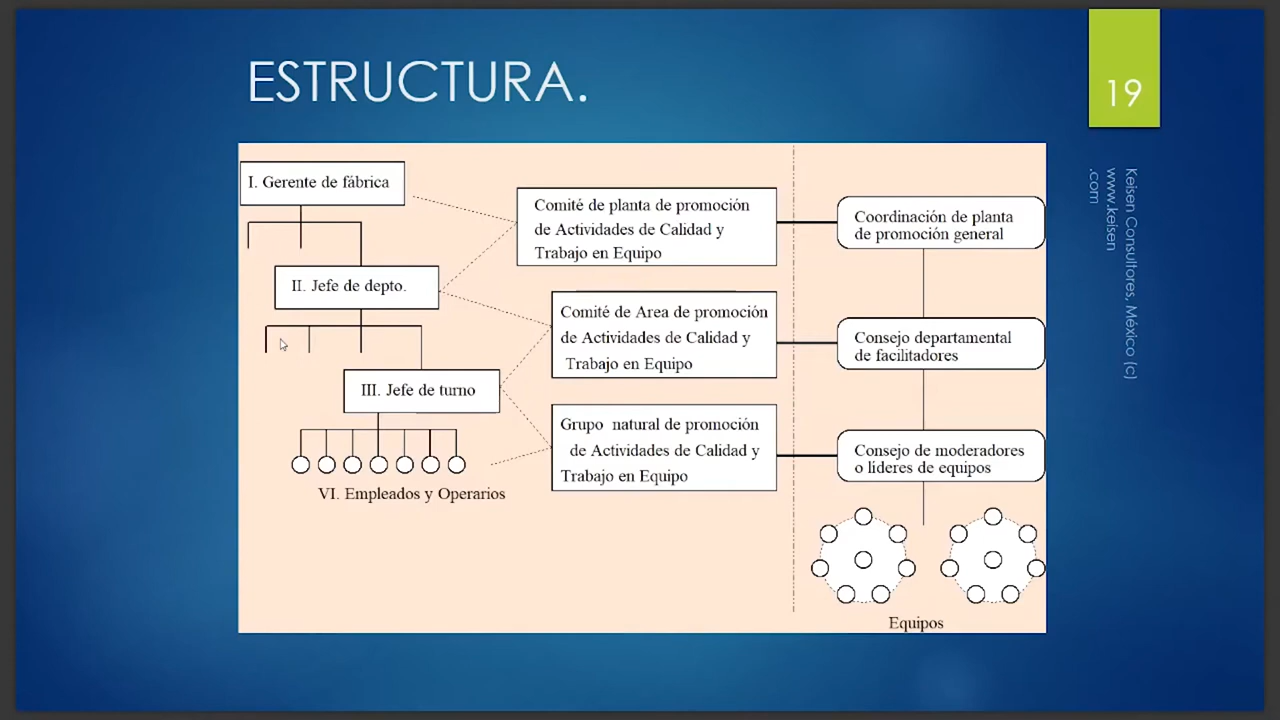 ESTRUCTURA.
19
Keisen Consultores, México (c)
www.keisen
.com
I. Gerente de fábrica
II. Jefe de depto.
III. Jefe de turno
VI. Empleados y Operarios
Comité de planta de promoción
de Actividades de Calidad y
Trabajo en Equipo
Comité de Area de promoción
de Actividades de Calidad y
Trabajo en Equipo
Grupo natural de promoción
de Actividades de Calidad y
Trabajo en Equipo
Coordinación de planta
de promoción general
Consejo departamental
de facilitadores
Consejo de moderadores
o líderes de equipos
Equipos